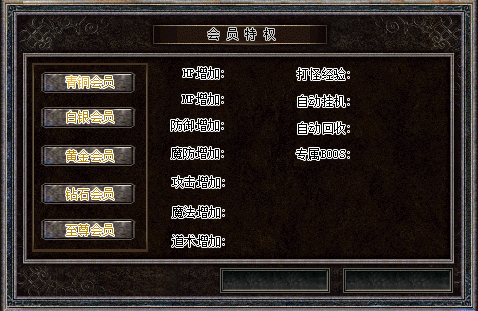 会员特权
青铜会员
白银会员
黄金会员
钻石会员
至尊会员
HP增加:
MP增加:
防御增加:
魔防增加:
攻击增加:
魔法增加:
道术增加:
打怪经验:
自动挂机:
自动回收:
专属BOOS: